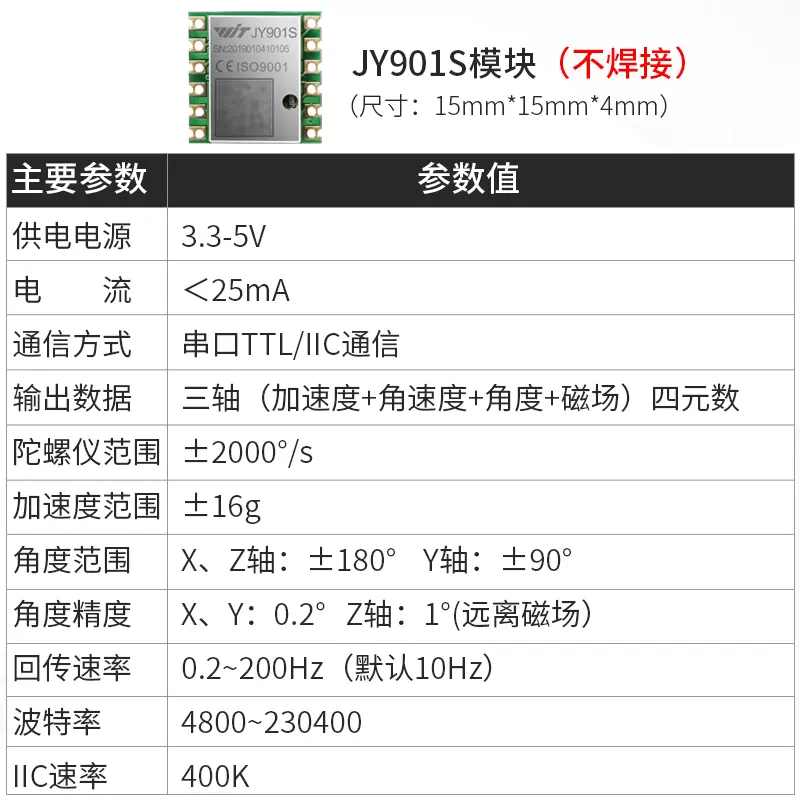 WIT JY901S
SN:2019010410105
CE ISO9001
JY901S模块（不焊接）
（尺寸：15mm*15mm*4mm）
主要参数 参数值
供电电源 3.3-5V
电 流 ＜25mA
通信方式 串口TTL/IIC通信
输出数据 三轴（加速度+角速度+角度+磁场）四元数
陀螺仪范围 ±2000°/s
加速度范围 ±16g
角度范围 X、Z轴：±180° Y轴：±90°
角度精度 X、Y：0.2° Z轴：1°(远离磁场）
回传速率 0.2~200Hz（默认10Hz）
波特率 4800~230400
IIC速率 400K